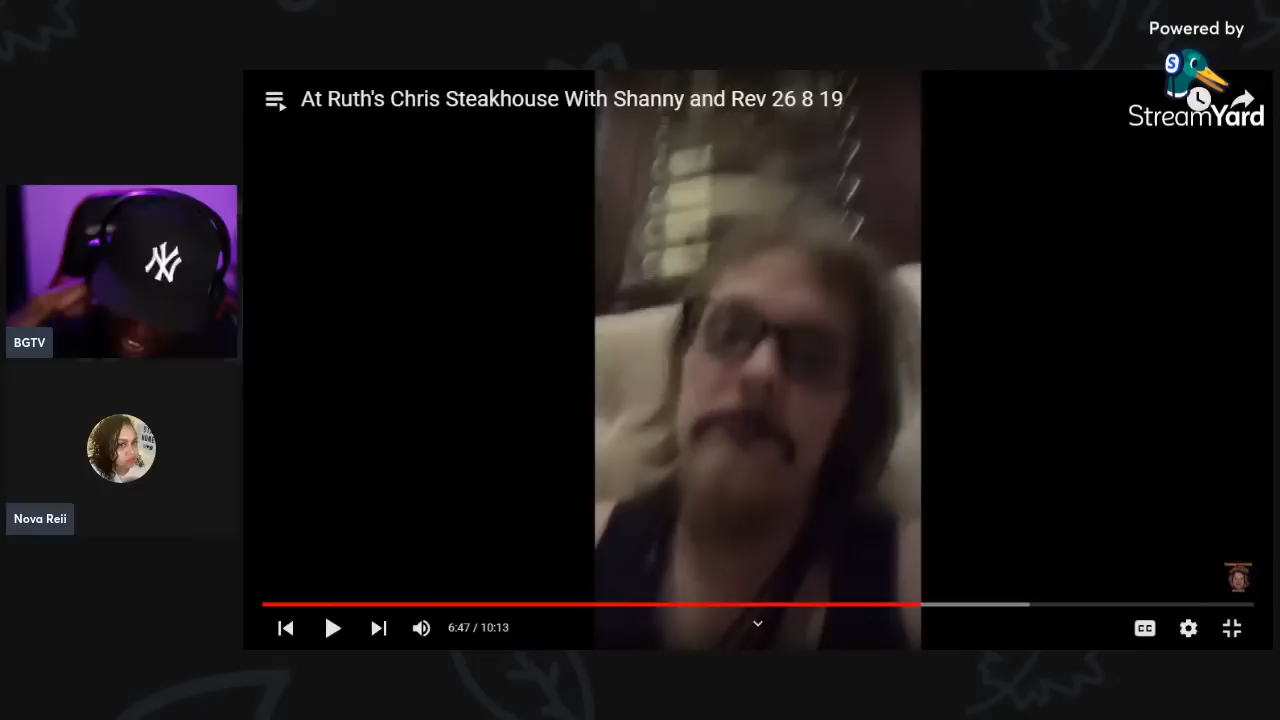 Powered by
S
StreamYard
At Ruth's Chris Steakhouse With Shanny and Rev 26 8 19
NY
BGTV
Nova Reii
6:47 / 10:13
CC